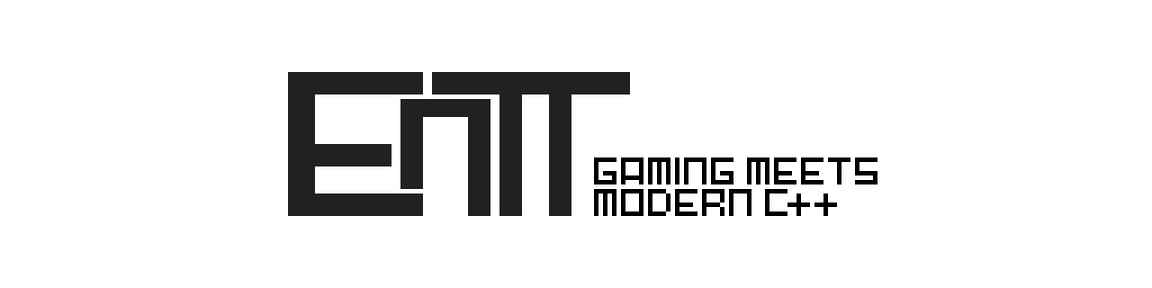 EnTT
GAMING MEETS
MODERN C++